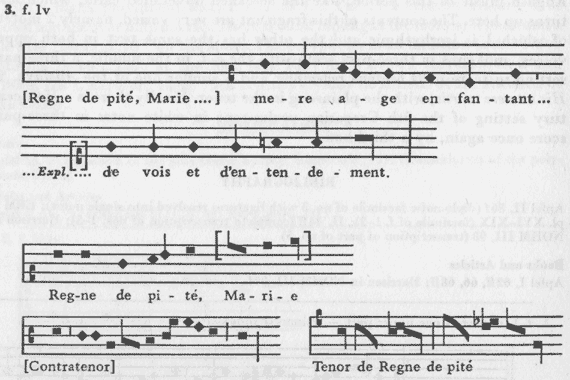 3. f. 1v
[Regne de pité, Marie ....] me re - a ge en - fan - tant ...
...Expl. .... de vois et d'en - ten - de - ment.
Reg-ne de pi - té, Ma - ri - e
[Contratenor] Tenor de Regne de pité